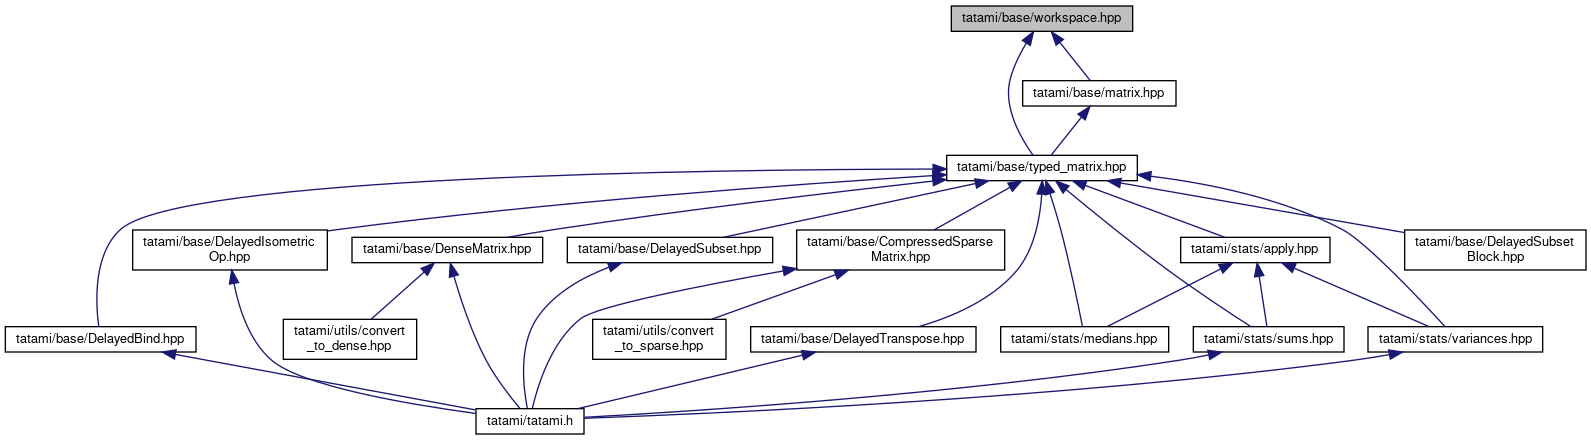 tatami/base/workspace.hpp
tatami/base/matrix.hpp
tatami/base/typed_matrix.hpp
tatami/base/DelayedIsometric
Op.hpp
tatami/base/DenseMatrix.hpp
tatami/base/DelayedSubset.hpp
tatami/base/CompressedSparse
Matrix.hpp
tatami/stats/apply.hpp
tatami/base/DelayedSubset
Block.hpp
tatami/base/DelayedBind.hpp
tatami/utils/convert
_to_dense.hpp
tatami/utils/convert
_to_sparse.hpp
tatami/base/DelayedTranspose.hpp
tatami/stats/medians.hpp
tatami/stats/sums.hpp
tatami/stats/variances.hpp
tatami/tatami.h